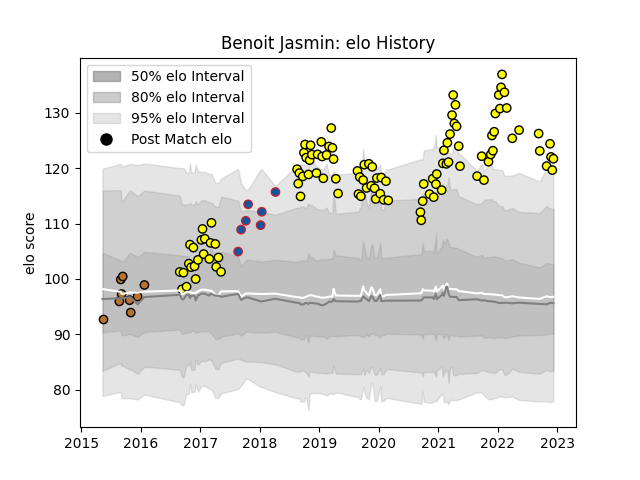 Benoit Jasmin: elo History
50% elo Interval
80% elo Interval
95% elo Interval
Post Match elo
elo score
130
120
110
100
90
80
2015 2016 2017 2018 2019 2020 2021 2022 2023